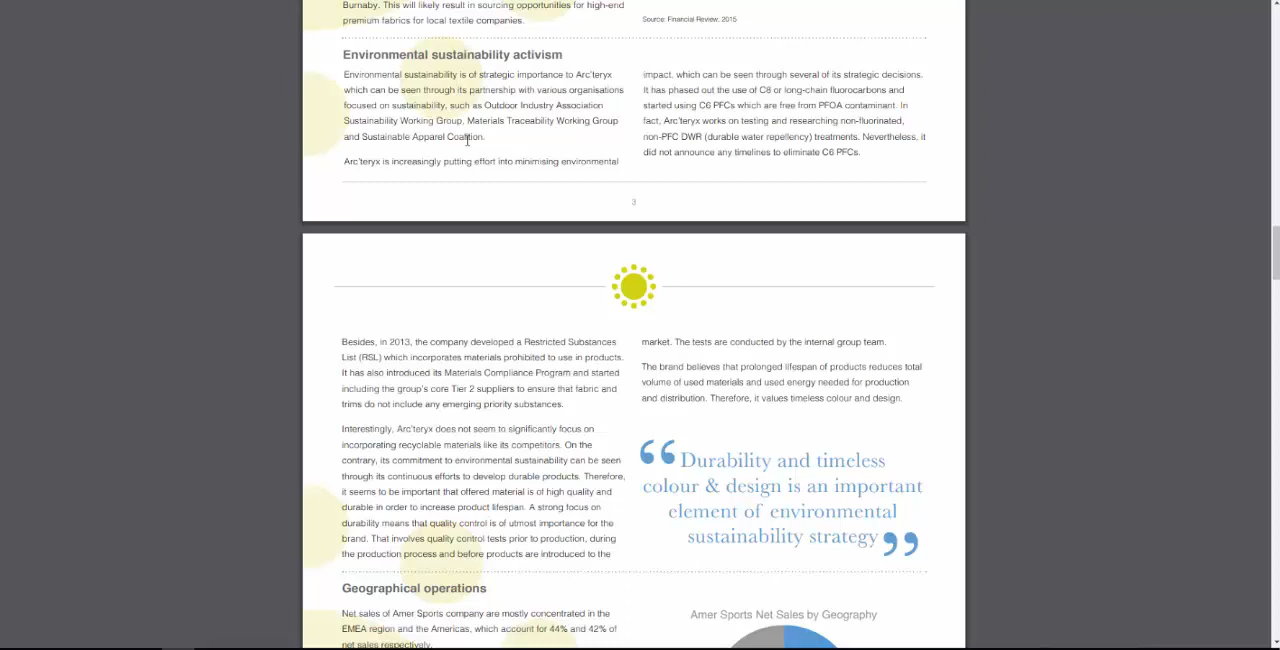 Burnaby. This will likely result in sourcing opportunities for high-end
premium fabrics for local textile companies.
Source: Financial Review, 2015
Environmental sustainability activism
Environmental sustainability is of strategic importance to Arc'teryx
which can be seen through its partnership with various organisations
focused on sustainability, such as Outdoor Industry Association
Sustainability Working Group, Materials Traceability Working Group
and Sustainable Apparel Coalition.
Arc'teryx is increasingly putting effort into minimising environmental
impact, which can be seen through several of its strategic decisions.
It has phased out the use of C8 or long-chain fluorocarbons and
started using C6 PFCs which are free from PFOA contaminant. In
fact, Arc'teryx works on testing and researching non-fluorinated,
non-PFC DWR (durable water repellency) treatments. Nevertheless, it
did not announce any timelines to eliminate C6 PFCs.
3
Besides, in 2013, the company developed a Restricted Substances
List (RSL) which incorporates materials prohibited to use in products.
It has also introduced its Materials Compliance Program and started
including the group's core Tier 2 suppliers to ensure that fabric and
trims do not include any emerging priority substances.
Interestingly, Arc'teryx does not seem to significantly focus on
incorporating recyclable materials like its competitors. On the
contrary, its commitment to environmental sustainability can be seen
through its continuous efforts to develop durable products. Therefore,
it seems to be important that offered material is of high quality and
durable in order to increase product lifespan. A strong focus on
durability means that quality control is of utmost importance for the
brand. That involves quality control tests prior to production, during
the production process and before products are introduced to the
market. The tests are conducted by the internal group team.
The brand believes that prolonged lifespan of products reduces total
volume of used materials and used energy needed for production
and distribution. Therefore, it values timeless colour and design.
“Durability and timeless
colour & design is an important
element of environmental
sustainability strategy”
Geographical operations
Net sales of Amer Sports company are mostly concentrated in the
EMEA region and the Americas, which account for 44% and 42% of
net sales respectively.
Amer Sports Net Sales by Geography